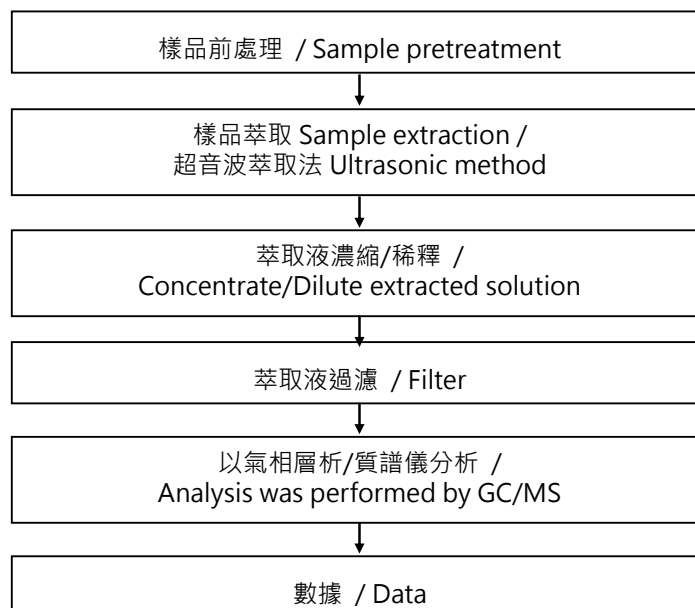 樣品前處理 / Sample pretreatment
樣品萃取 Sample extraction /
超音波萃取法 Ultrasonic method
萃取液濃縮/稀釋 /
Concentrate/Dilute extracted solution
萃取液過濾 / Filter
以氣相層析/質譜儀分析 /
Analysis was performed by GC/MS
數據 / Data